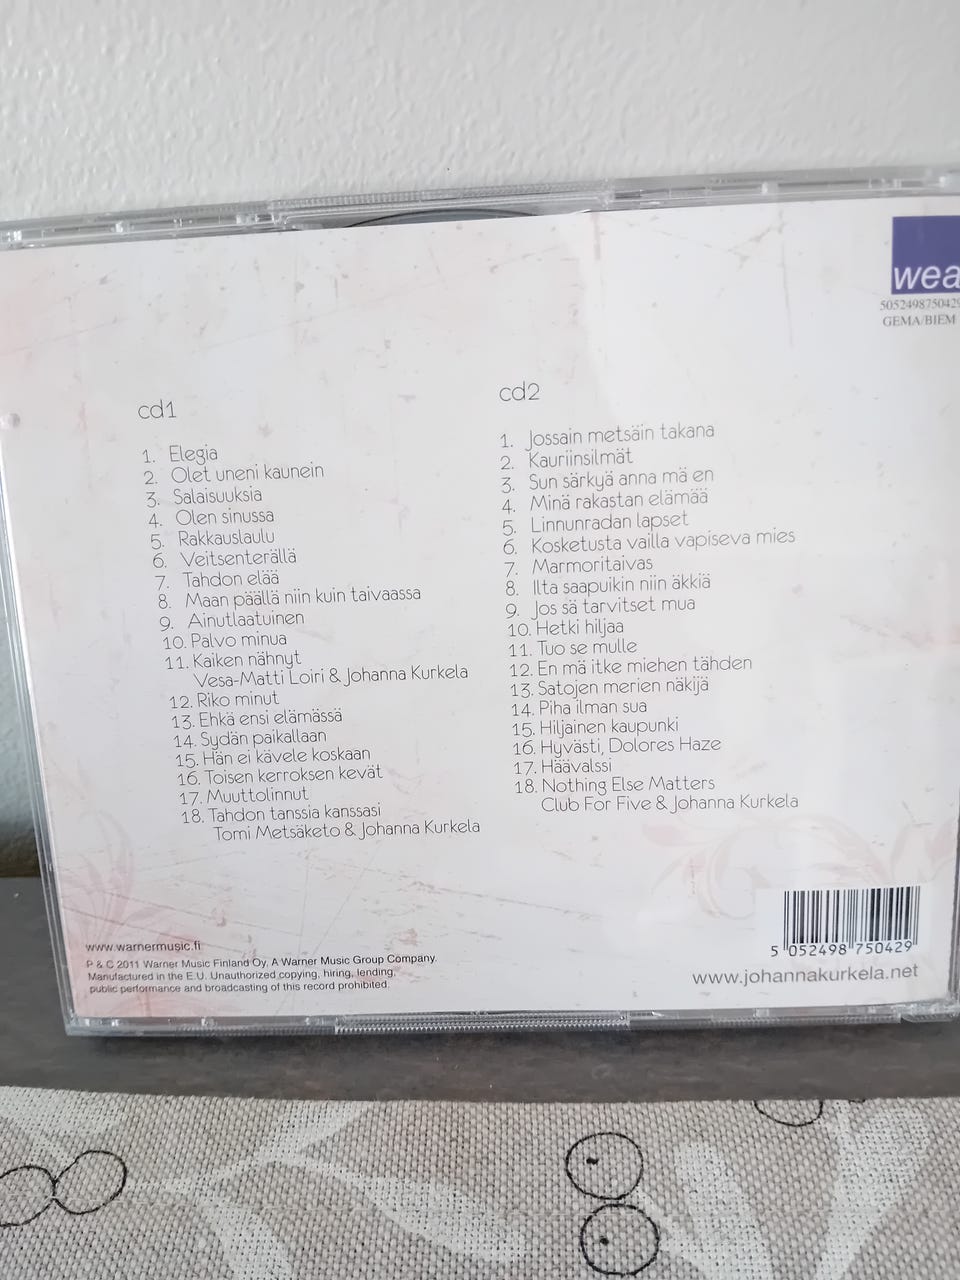 wea
5052498750429
GEMA/BIEM
cd1
1. Elegia
2. Olet uneni kaunein
3. Salaisuuksia
4. Olen sinussa
5. Rakkauslaulu
6. Veitsenterällä
7. Tahdon elää
8. Maan päällä niin kuin taivaassa
9. Ainutlaatuinen
10. Palvo minua
11. Kaiken nähnyt
Vesa-Matti Loiri & Johanna Kurkela
12. Riko minut
13. Ehkä ensi elämässä
14. Sydän paikallaan
15. Hän ei kävele koskaan
16. Toisen kerroksen kevät
17. Muuttolinnut
18. Tahdon tanssia kanssasi
Tomi Metsäketo & Johanna Kurkela
cd2
1. Jossain metsäin takana
2. Kauriinsilmät
3. Sun särkyä anna mä en
4. Minä rakastan elämää
5. Linnunradan lapset
6. Kosketusta vailla vapiseva mies
7. Marmoritaivas
8. Ilta saapuikin niin äkkiä
9. Jos sä tarvitset mua
10. Hetki hiljaa
11. Tuo se mulle
12. En mä itke miehen tähden
13. Satojen merien näkijä
14. Piha ilman sua
15. Hiljainen kaupunki
16. Hyvästi, Dolores Haze
17. Häävalssi
18. Nothing Else Matters
Club For Five & Johanna Kurkela
www.warnermusic.fi
P & C 2011 Warner Music Finland Oy, A Warner Music Group Company.
Manufactured in the E.U. Unauthorized copying, hiring, lending,
public performance and broadcasting of this record prohibited.
5 052498 750429
www.johannakurkela.net